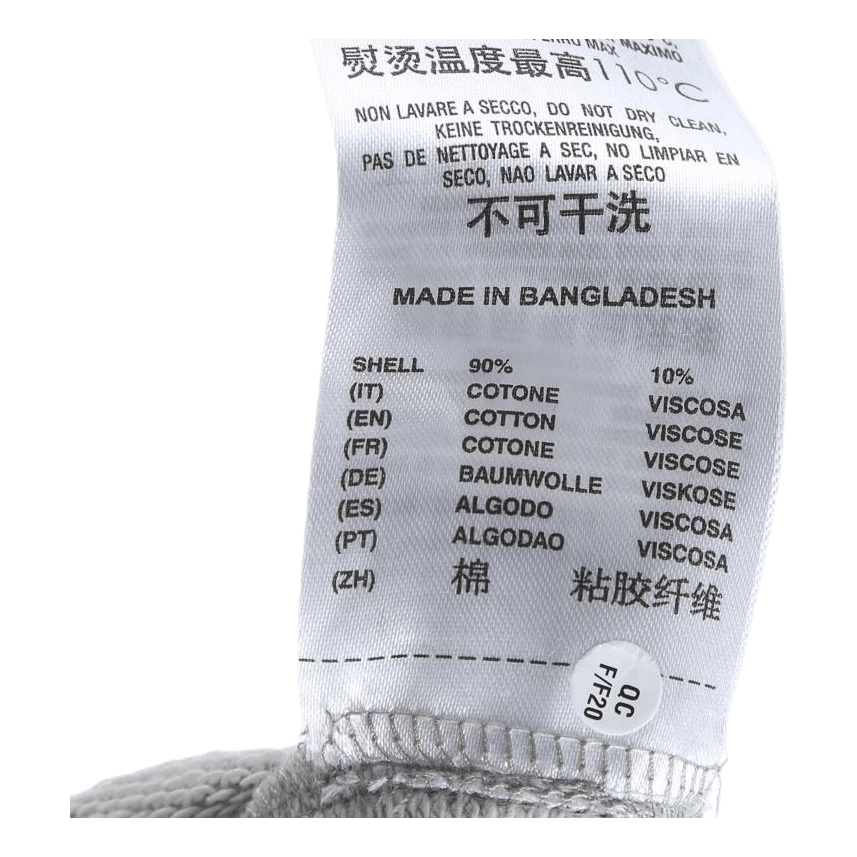 FERRO MAX MAXIMO
熨烫温度最高110°C
NON LAVARE A SECCO, DO NOT DRY CLEAN,
KEINE TROCKENREINIGUNG,
PAS DE NETTOYAGE A SEC, NO LIMPIAR EN
SECO, NAO LAVAR A SECO
不可干洗
MADE IN BANGLADESH
SHELL 90% 10%
(IT) COTONE VISCOSA
(EN) COTTON VISCOSE
(FR) COTONE VISCOSE
(DE) BAUMWOLLE VISKOSE
(ES) ALGODO VISCOSA
(PT) ALGODAO VISCOSA
(ZH) 棉 粘胶纤维
QC
F/F20